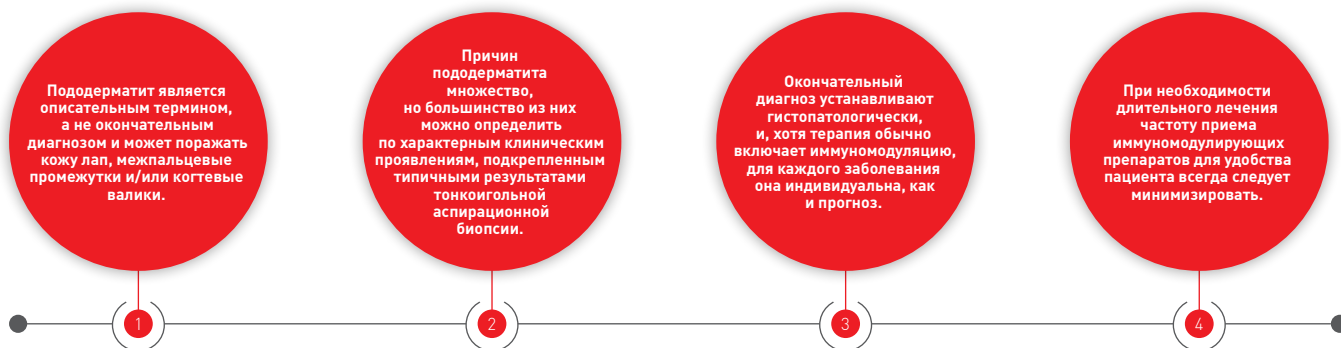 Пододерматит является
описательным термином,
а не окончательным
диагнозом и может поражать
кожу лап, межпальцевые
промежутки и/или когтевые
валики.
Причин
пододерматита
множество,
но большинство из них
можно определить
по характерным клиническим
проявлениям, подкрепленным
типичными результатами
тонкоигольной
аспирационной
биопсии.
Окончательный
диагноз устанавливают
гистопатологически,
и, хотя терапия обычно
включает иммуномодуляцию,
для каждого заболевания
она индивидуальна, как
и прогноз.
При необходимости
длительного лечения
частоту приема
иммуномодулирующих
препаратов для удобства
пациента всегда следует
минимизировать.
1
2
3
4